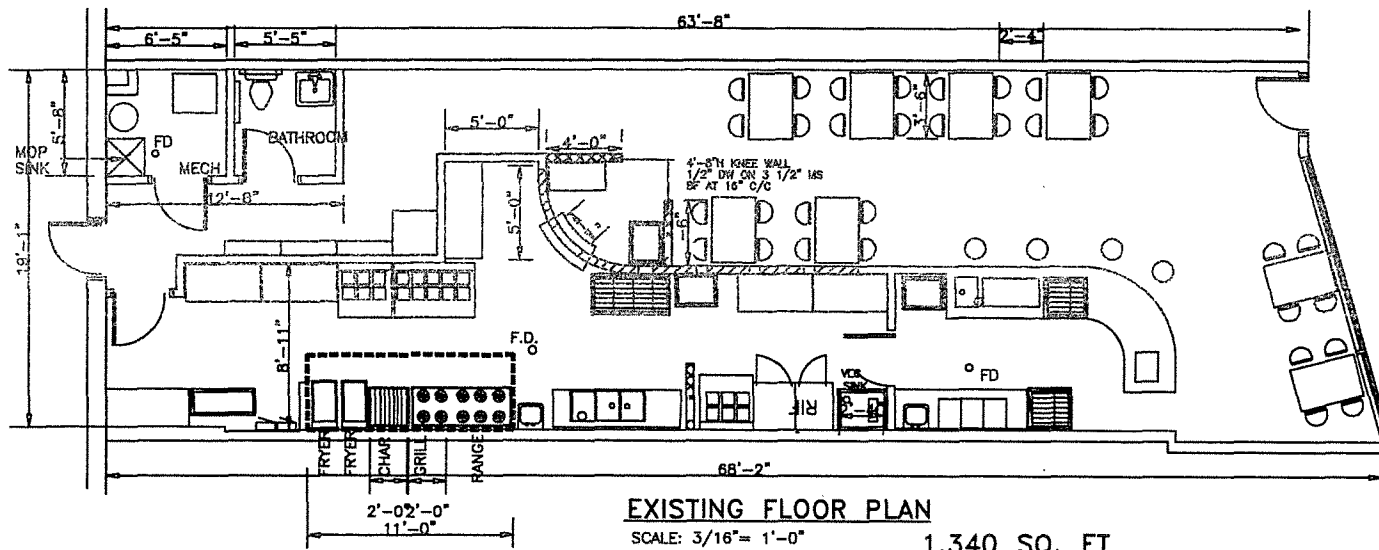 63'-8"
6'-5"
5'-5"
2'-4"
19'-1"
5'-8"
MOP
SINK
FD
MECH
BATHROOM
12'-8"
5'-0"
4'-0"
5'-0"
3'-6"
4'-8"H KNEE WALL
1/2" DW ON 3 1/2" MS
BF AT 16" C/C
-6"
8'-11"
F.D.
FD
SINK
FRYER
FRYER
CHAR
GRILL
RANGE
2'-0"
2'-0"
11'-0"
68'-2"
EXISTING FLOOR PLAN
SCALE: 3/16"= 1'-0"
1,340 SQ. FT